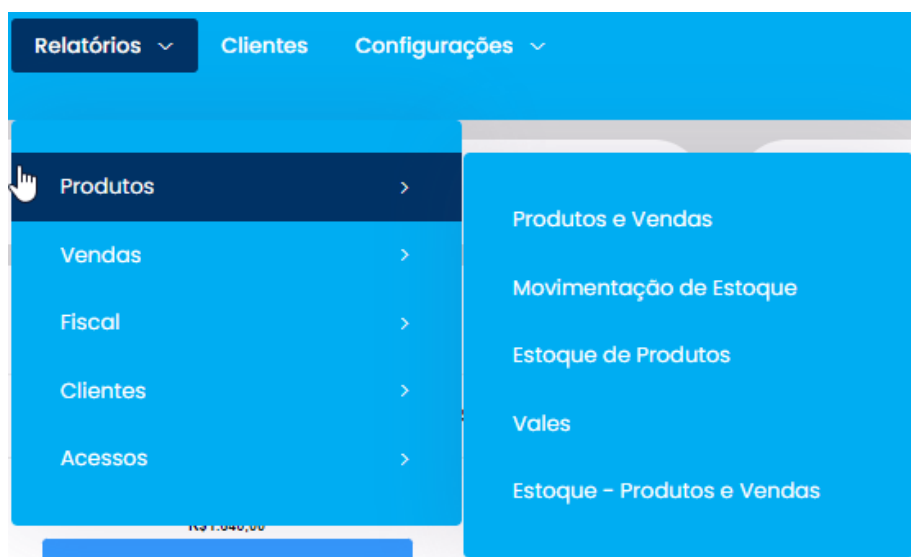 Relatórios Clientes Configurações
Produtos
Vendas
Fiscal
Clientes
Acessos
Produtos e Vendas
Movimentação de Estoque
Estoque de Produtos
Vales
Estoque - Produtos e Vendas